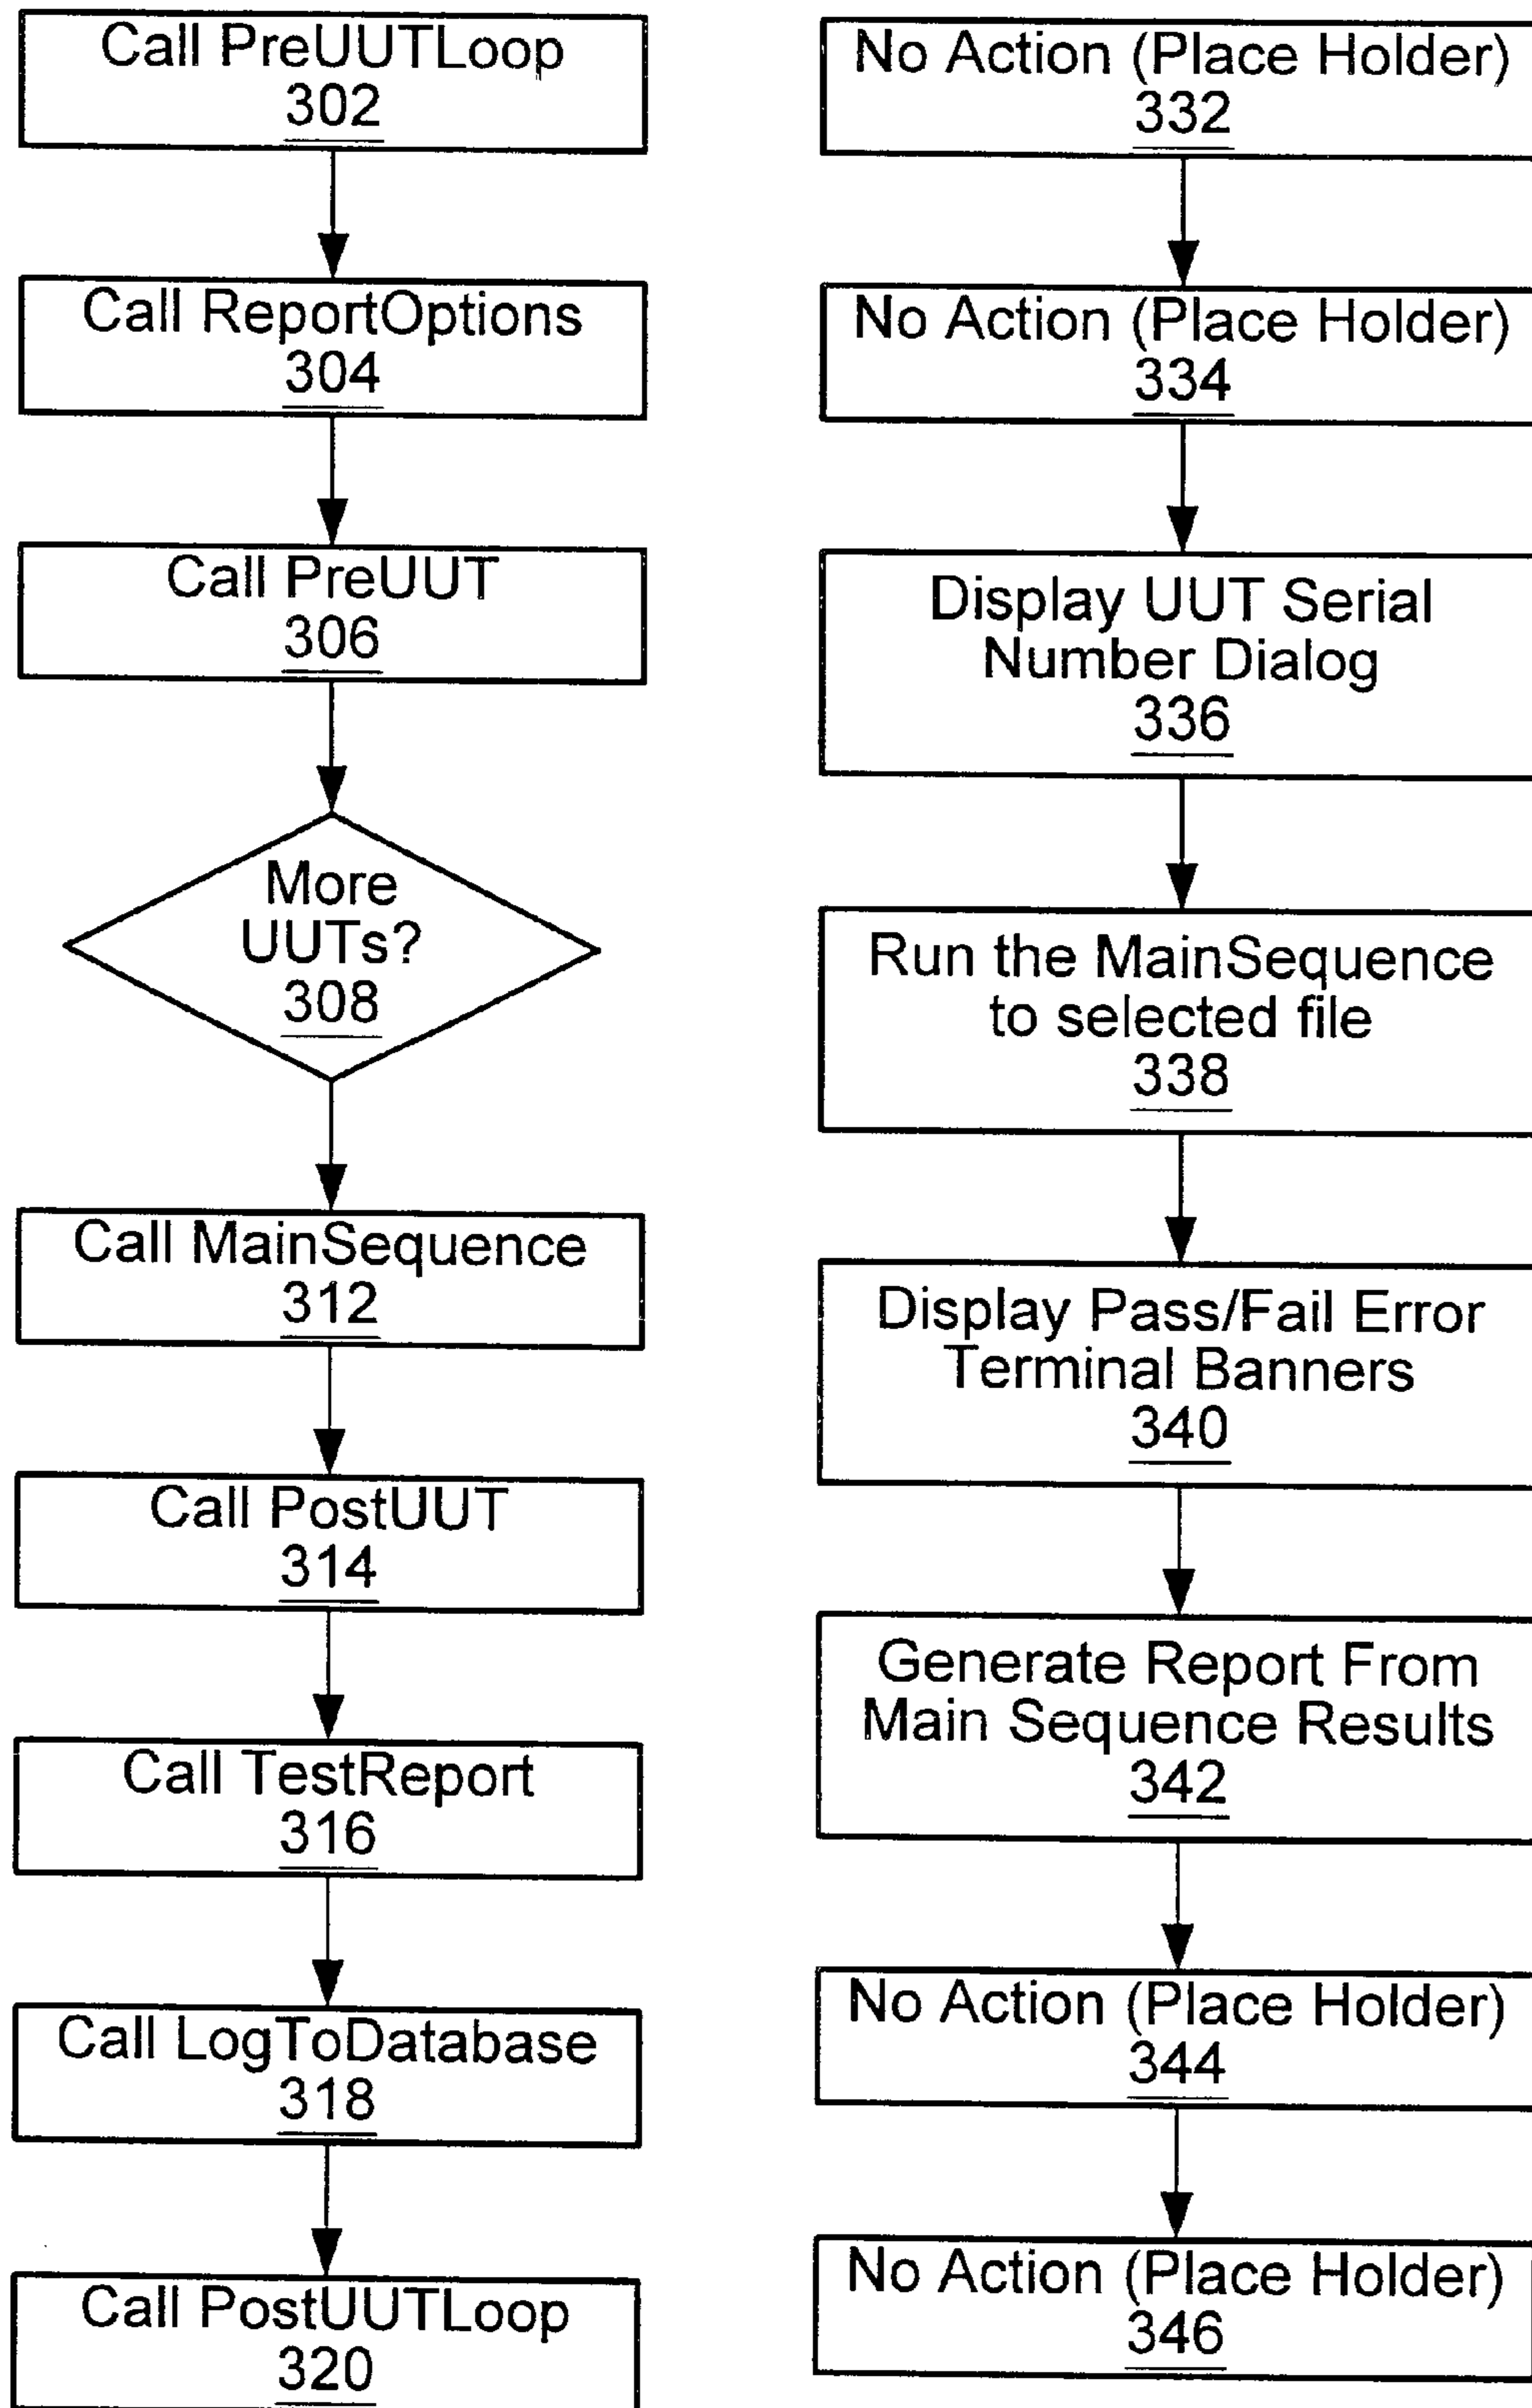 Call PreUUTLoop
302
Call ReportOptions
304
Call PreUUT
306
More
UUTs?
308
Call MainSequence
312
Call PostUUT
314
Call TestReport
316
Call LogToDatabase
318
Call PostUUTLoop
320
No Action (Place Holder)
332
No Action (Place Holder)
334
Display UUT Serial
Number Dialog
336
Run the MainSequence
to selected file
338
Display Pass/Fail Error
Terminal Banners
340
Generate Report From
Main Sequence Results
342
No Action (Place Holder)
344
No Action (Place Holder)
346